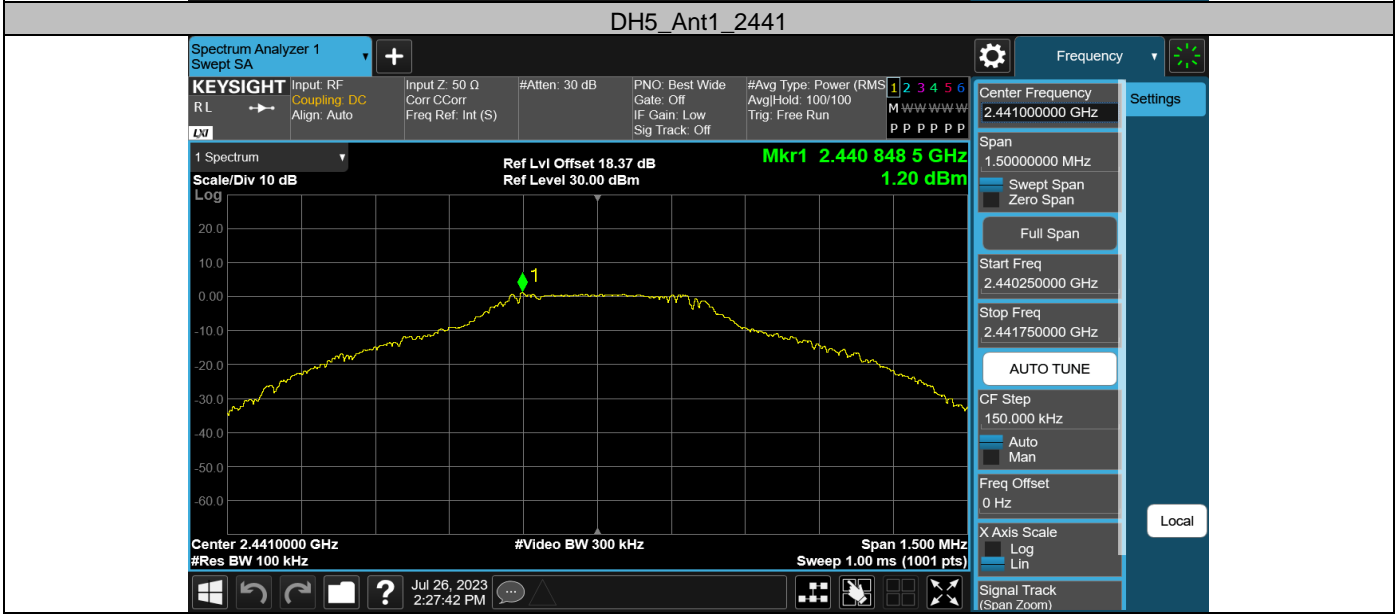 DH5_Ant1_2441
Spectrum Analyzer 1
Swept SA
Frequency
KEYSIGHT
R L
LXI
Input: RF
Coupling: DC
Align: Auto
Input Z: 50 Ω
Corr CCorr
Freq Ref: Int (S)
#Atten: 30 dB
PNO: Best Wide
Gate: Off
IF Gain: Low
Sig Track: Off
#Avg Type: Power (RMS
Avg|Hold: 100/100
Trig: Free Run
1 2 3 4 5 6
M W W W W W
P P P P P P
1 Spectrum
Scale/Div 10 dB
Log
Ref Lvl Offset 18.37 dB
Ref Level 30.00 dBm
Mkr1 2.440 848 5 GHz
1.20 dBm
20.0
10.0
0.00
-10.0
-20.0
-30.0
-40.0
-50.0
-60.0
1
Center 2.4410000 GHz
#Res BW 100 kHz
#Video BW 300 kHz
Span 1.500 MHz
Sweep 1.00 ms (1001 pts)
Center Frequency
2.441000000 GHz
Span
1.50000000 MHz
Swept Span
Zero Span
Full Span
Start Freq
2.440250000 GHz
Stop Freq
2.441750000 GHz
AUTO TUNE
CF Step
150.000 kHz
Auto
Man
Freq Offset
0 Hz
X Axis Scale
Log
Lin
Signal Track
(Span Zoom)
Settings
Local
?
Jul 26, 2023
2:27:42 PM